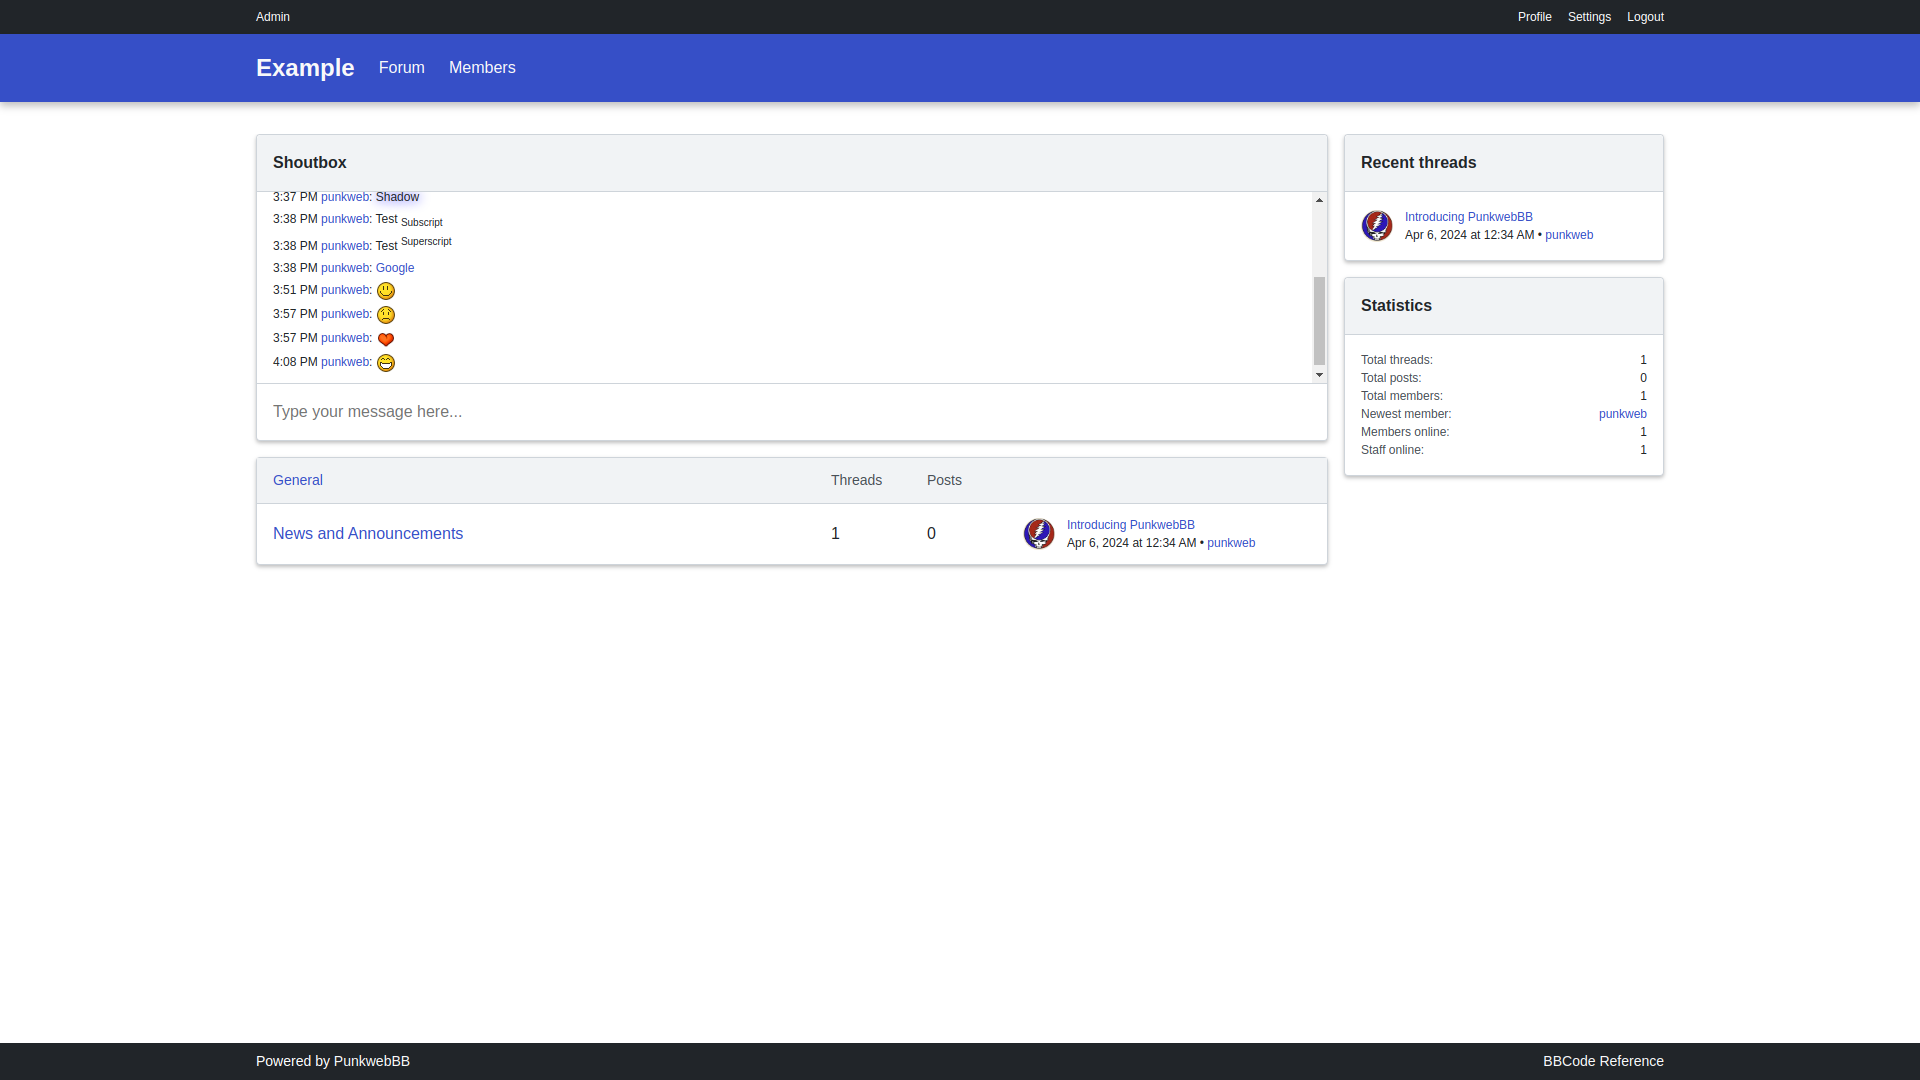 Admin Profile Settings Logout
Example Forum Members
Shoutbox
3:37 PM punkweb: Shadow
3:38 PM punkweb: Test Subscript
3:38 PM punkweb: Test Superscript
3:38 PM punkweb: Google
3:51 PM punkweb:
3:57 PM punkweb:
3:57 PM punkweb:
4:08 PM punkweb:
Type your message here...
General Threads Posts
News and Announcements 1 0 Introducing PunkwebBB
Apr 6, 2024 at 12:34 AM • punkweb
Recent threads
Introducing PunkwebBB
Apr 6, 2024 at 12:34 AM • punkweb
Statistics
Total threads: 1
Total posts: 0
Total members: 1
Newest member: punkweb
Members online: 1
Staff online: 1
Powered by PunkwebBB BBCode Reference